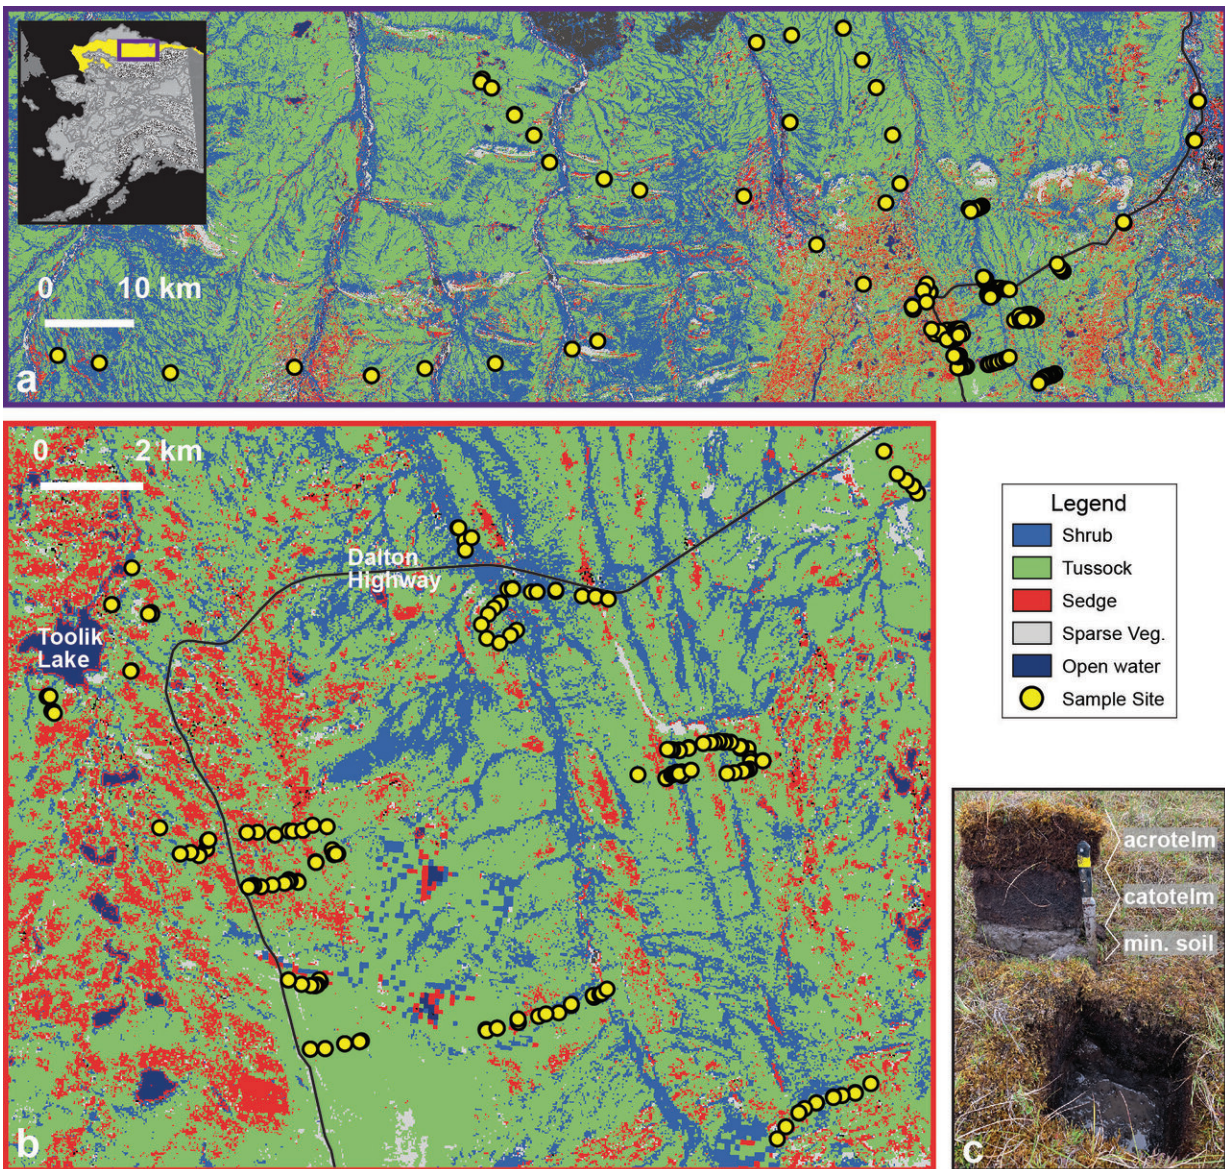 0 10 km
a
0 2 km
Dalton
Highway
Toolik
Lake
b
Legend
Shrub
Tussock
Sedge
Sparse Veg.
Open water
Sample Site
acrotelm
catotelm
min. soil
c